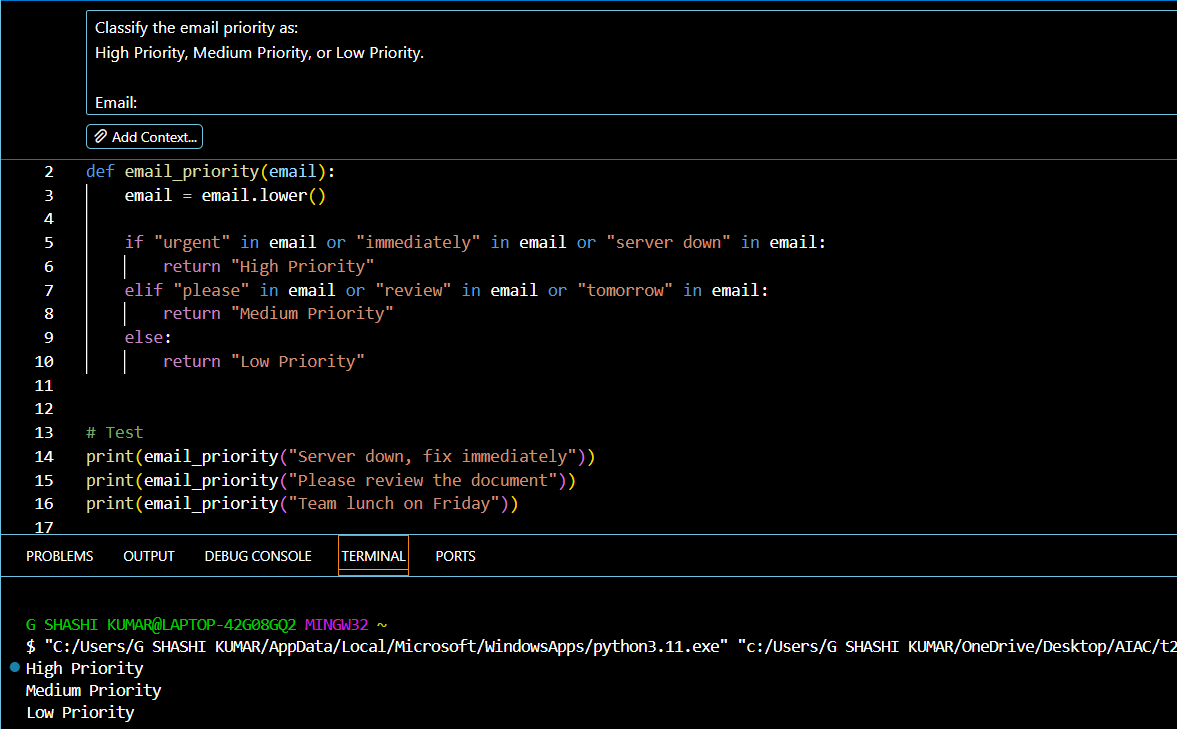 Classify the email priority as:
High Priority, Medium Priority, or Low Priority.
Email:
Add Context...
2 def email_priority(email):
3 email = email.lower()
4
5 if "urgent" in email or "immediately" in email or "server down" in email:
6 return "High Priority"
7 elif "please" in email or "review" in email or "tomorrow" in email:
8 return "Medium Priority"
9 else:
10 return "Low Priority"
11
12
13 # Test
14 print(email_priority("Server down, fix immediately"))
15 print(email_priority("Please review the document"))
16 print(email_priority("Team lunch on Friday"))
17
PROBLEMS OUTPUT DEBUG CONSOLE TERMINAL PORTS
G SHASHI KUMAR@LAPTOP-42G08GQ2 MINGW32 ~
$ "C:/Users/G SHASHI KUMAR/AppData/Local/Microsoft/WindowsApps/python3.11.exe" "c:/Users/G SHASHI KUMAR/OneDrive/Desktop/AIAC/t2
High Priority
Medium Priority
Low Priority